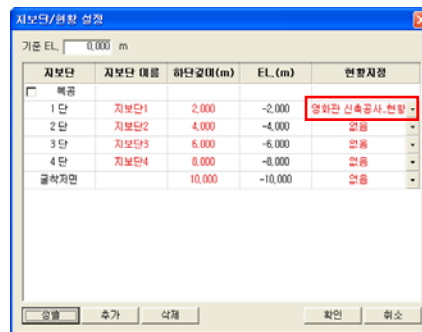 지보단/현황 설정
기준 EL. 0,000 m
지보단 지보단 이름 하단깊이(m) EL.(m) 현황지정
복공
1 단 지보단1 2,000 -2,000 영화관 신축공사_현황
2 단 지보단2 4,000 -4,000 없음
3 단 지보단3 6,000 -6,000 없음
4 단 지보단4 8,000 -8,000 없음
굴착저면 10,000 -10,000 없음
정렬 추가 삭제 확인 취소